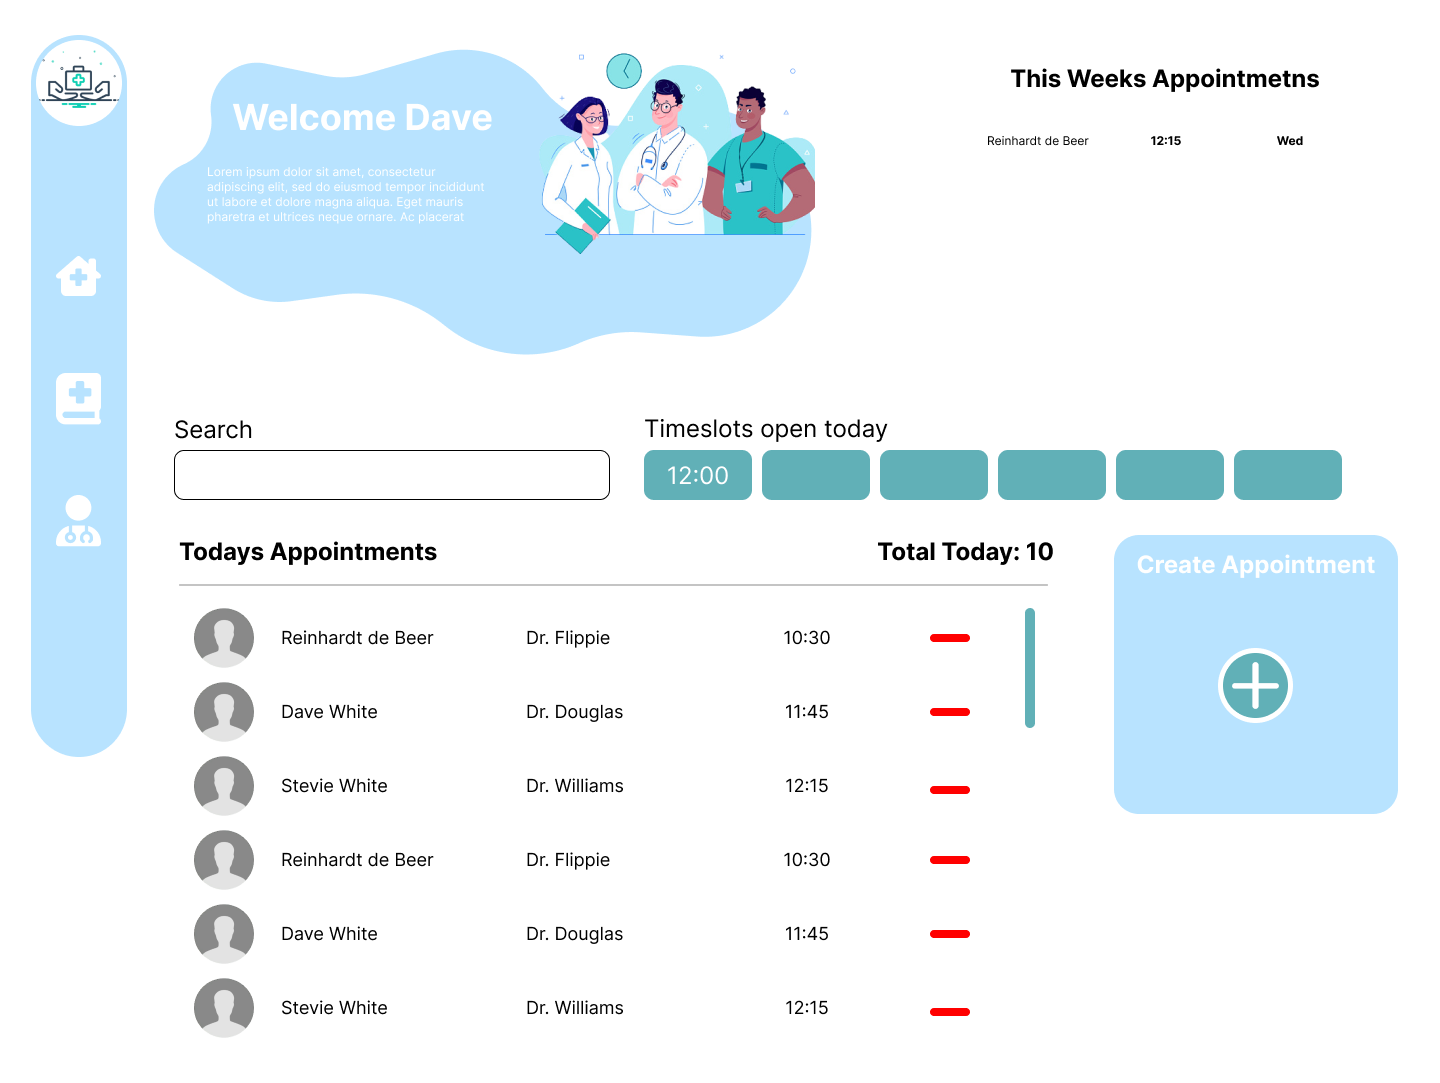 Welcome Dave
Lorem ipsum dolor sit amet, consectetur
adipiscing elit, sed do eiusmod tempor incididunt
ut labore et dolore magna aliqua. Eget mauris
pharetra et ultrices neque ornare. Ac placerat
This Weeks Appointmetns
Reinhardt de Beer 12:15 Wed
Search
Timeslots open today
12:00
Todays Appointments Total Today: 10
Reinhardt de Beer Dr. Flippie 10:30
Dave White Dr. Douglas 11:45
Stevie White Dr. Williams 12:15
Reinhardt de Beer Dr. Flippie 10:30
Dave White Dr. Douglas 11:45
Stevie White Dr. Williams 12:15
Create Appointment